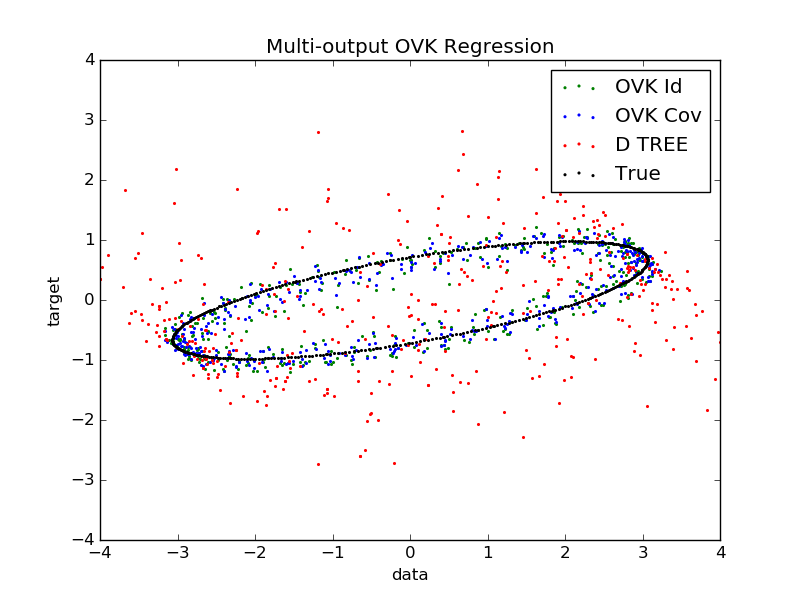 Multi-output OVK Regression
OVK Id
OVK Cov
D TREE
True
4
3
2
1
0
−1
−2
−3
−4
target
−4 −3 −2 −1 0 1 2 3 4
data